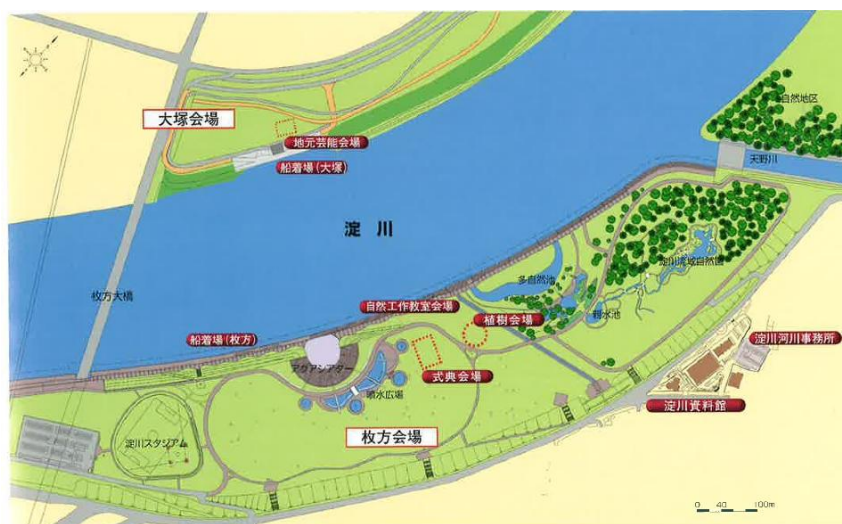 自然地区
大塚会場
地元芸能会場
船着場(大塚)
天野川
淀川
多自然池
淀川流域自然園
枚方大橋
自然工作教室会場
植樹会場
親水池
船着場(枚方)
アクアシアター
式典会場
淀川河川事務所
噴水広場
淀川資料館
淀川スタジアム
枚方会場
0 40 100m